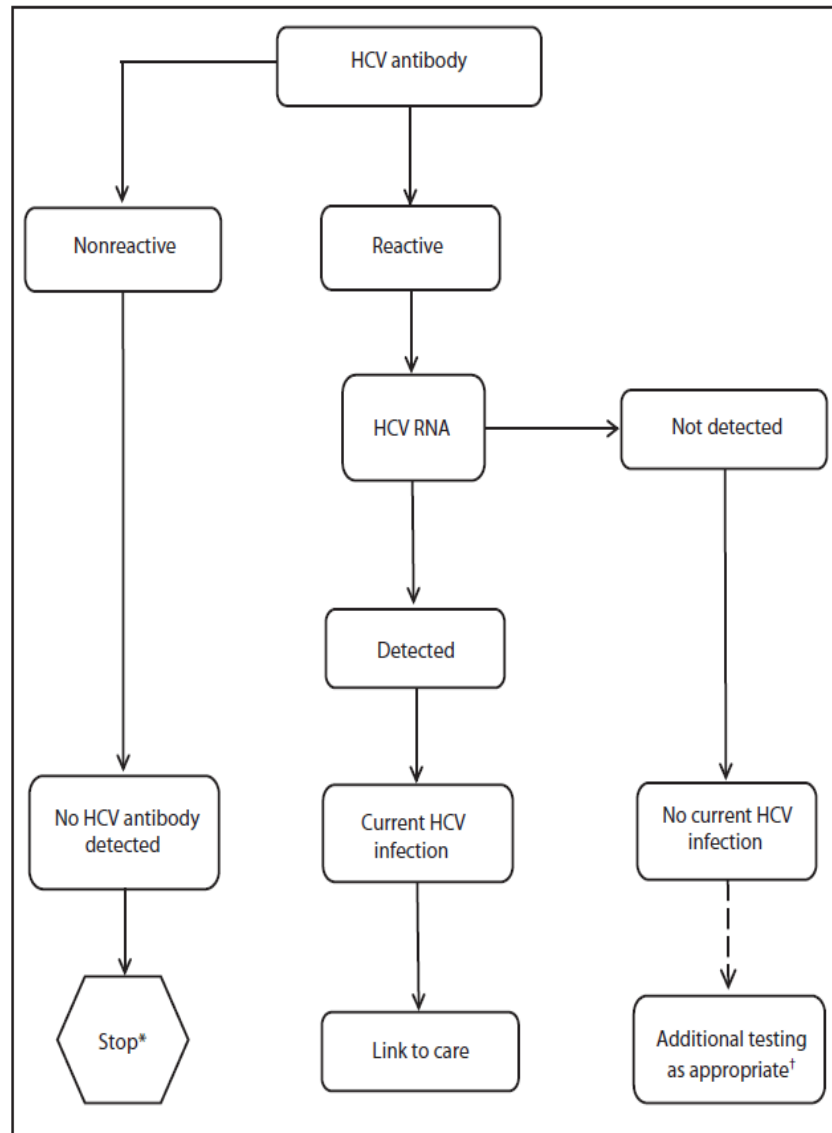 HCV antibody
Nonreactive
Reactive
HCV RNA
Not detected
Detected
No HCV antibody
detected
Current HCV
infection
No current HCV
infection
Stop*
Link to care
Additional testing
as appropriate†